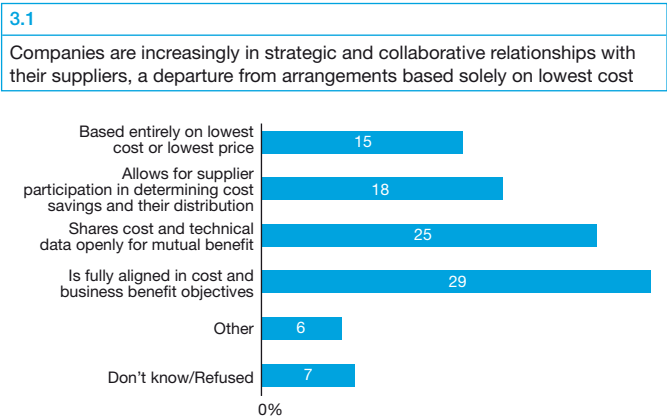 3.1
Companies are increasingly in strategic and collaborative relationships with
their suppliers, a departure from arrangements based solely on lowest cost
Based entirely on lowest
cost or lowest price
15
Allows for supplier
participation in determining cost
savings and their distribution
18
Shares cost and technical
data openly for mutual benefit
25
Is fully aligned in cost and
business benefit objectives
29
Other
6
Don't know/Refused
7
0%